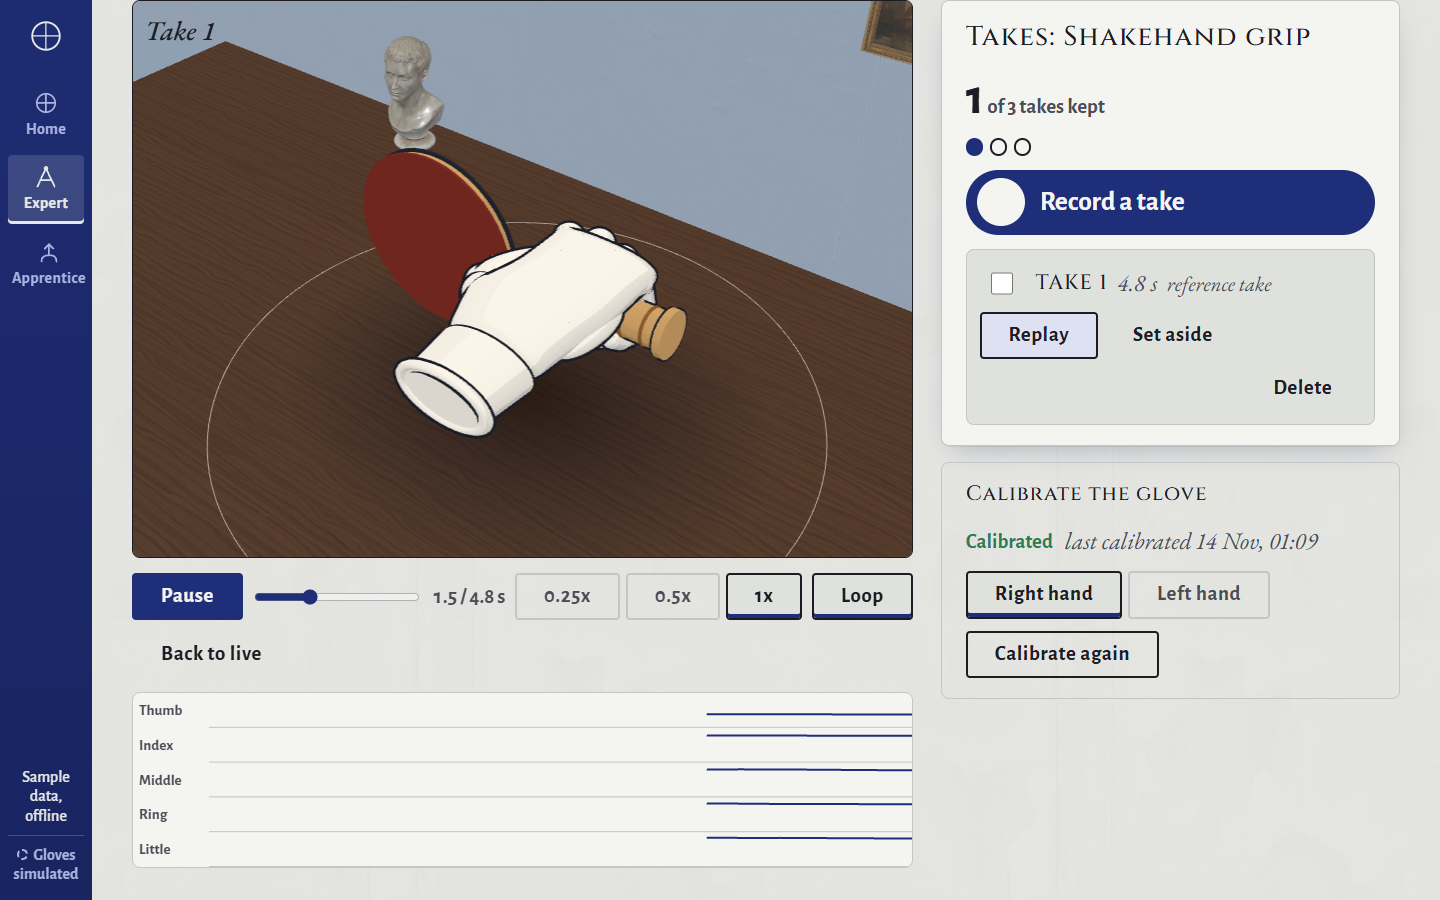 Home
Expert
Apprentice
Sample
data,
offline
Gloves
simulated
Take 1
Pause
1.5 / 4.8 s
0.25x
0.5x
1x
Loop
Back to live
Thumb
Index
Middle
Ring
Little
Takes: Shakehand grip
1 of 3 takes kept
Record a take
TAKE 1 4.8 s reference take
Replay
Set aside
Delete
Calibrate the glove
Calibrated last calibrated 14 Nov, 01:09
Right hand
Left hand
Calibrate again